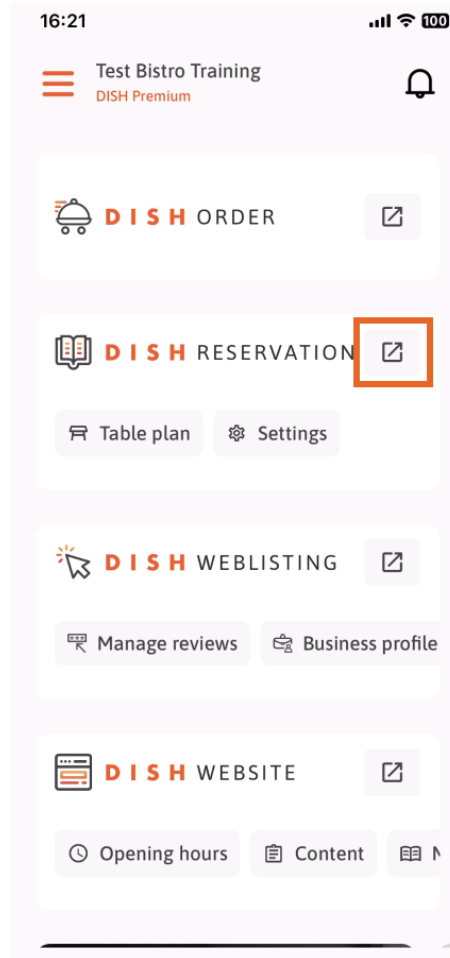 16:21
100
Test Bistro Training
DISH Premium
DISH ORDER
DISH RESERVATION
Table plan
Settings
DISH WEBLISTING
Manage reviews
Business profile
DISH WEBSITE
Opening hours
Content